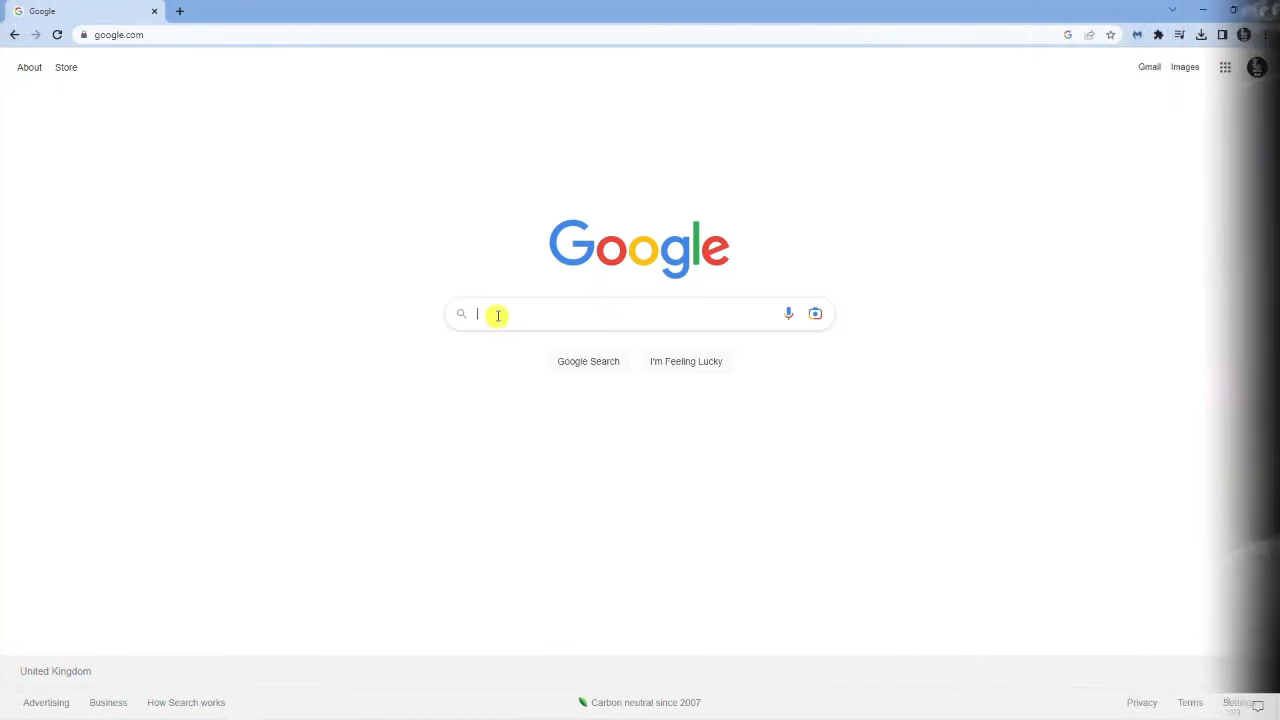 Google
google.com
About Store
Gmail Images
Google
Google Search I'm Feeling Lucky
United Kingdom
Advertising Business How Search works
Carbon neutral since 2007
Privacy Terms